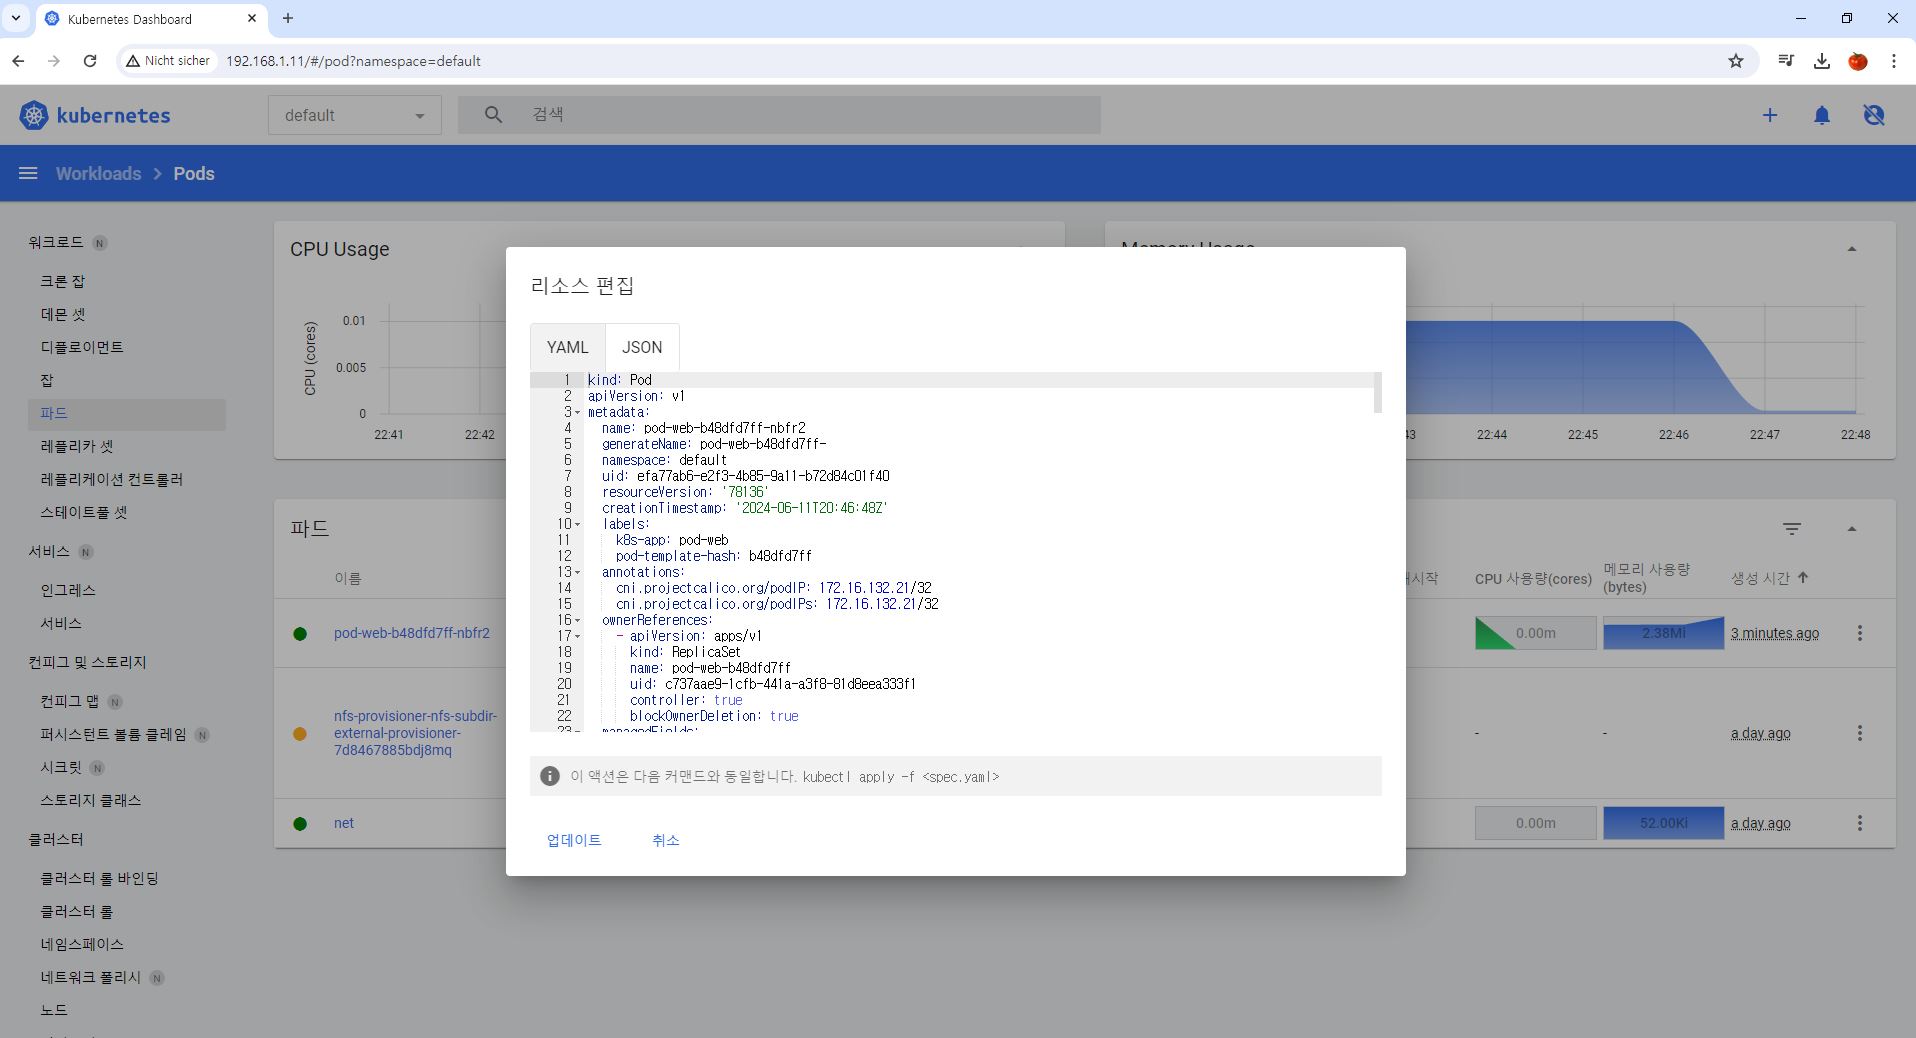 Kubernetes Dashboard
Nicht sicher
192.168.1.11/#/pod?namespace=default
kubernetes
default
검색
Workloads
Pods
워크로드 N
크론 잡
데몬 셋
디플로이먼트
잡
파드
레플리카 셋
레플리케이션 컨트롤러
스테이트풀 셋
서비스 N
인그레스
서비스
컨피그 및 스토리지
컨피그 맵 N
퍼시스턴트 볼륨 클레임 N
시크릿 N
스토리지 클래스
클러스터
클러스터 롤 바인딩
클러스터 롤
네임스페이스
네트워크 폴리시 N
노드
CPU Usage
CPU (cores)
0.01
0.005
0
22:41
22:42
Memory Usage
22:44
22:45
22:46
22:47
22:48
리소스 편집
YAML
JSON
1 kind: Pod
2 apiVersion: v1
3 metadata:
4 name: pod-web-b48dfd7ff-nbfr2
5 generateName: pod-web-b48dfd7ff-
6 namespace: default
7 uid: efa77ab6-e2f3-4b85-9a11-b72d84c01f40
8 resourceVersion: '78136'
9 creationTimestamp: '2024-06-11T20:46:48Z'
10 labels:
11 k8s-app: pod-web
12 pod-template-hash: b48dfd7ff
13 annotations:
14 cni.projectcalico.org/podIP: 172.16.132.21/32
15 cni.projectcalico.org/podIPs: 172.16.132.21/32
16 ownerReferences:
17 - apiVersion: apps/v1
18 kind: ReplicaSet
19 name: pod-web-b48dfd7ff
20 uid: c737aae9-1cfb-441a-a3f8-81d8eea333f1
21 controller: true
22 blockOwnerDeletion: true
23 managedFields:
이 액션은 다음 커맨드와 동일합니다. kubectl apply -f <spec.yaml>
업데이트
취소
파드
이름
CPU 사용량(cores)
메모리 사용량
(bytes)
생성 시간
pod-web-b48dfd7ff-nbfr2
0.00m
2.38Mi
3 minutes ago
nfs-provisioner-nfs-subdir-
external-provisioner-
7d8467885bdj8mq
-
-
a day ago
net
0.00m
52.00Ki
a day ago